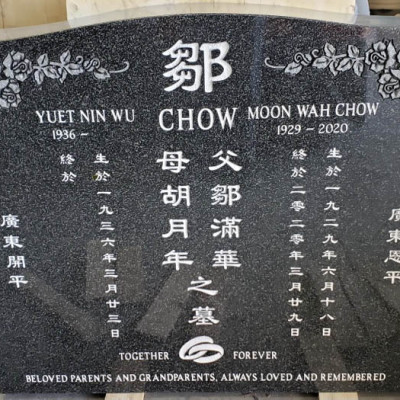 鄒
YUET NIN WU
1936 ~
CHOW
MOON WAH CHOW
1929 ~ 2020
廣東恩平
生於一九二九年六月十八日
終於二〇二〇年三月廿九日
父鄒滿華
母胡月年
之墓
生於一九三六年三月廿三日
終於
廣東開平
TOGETHER FOREVER
BELOVED PARENTS AND GRANDPARENTS, ALWAYS LOVED AND REMEMBERED